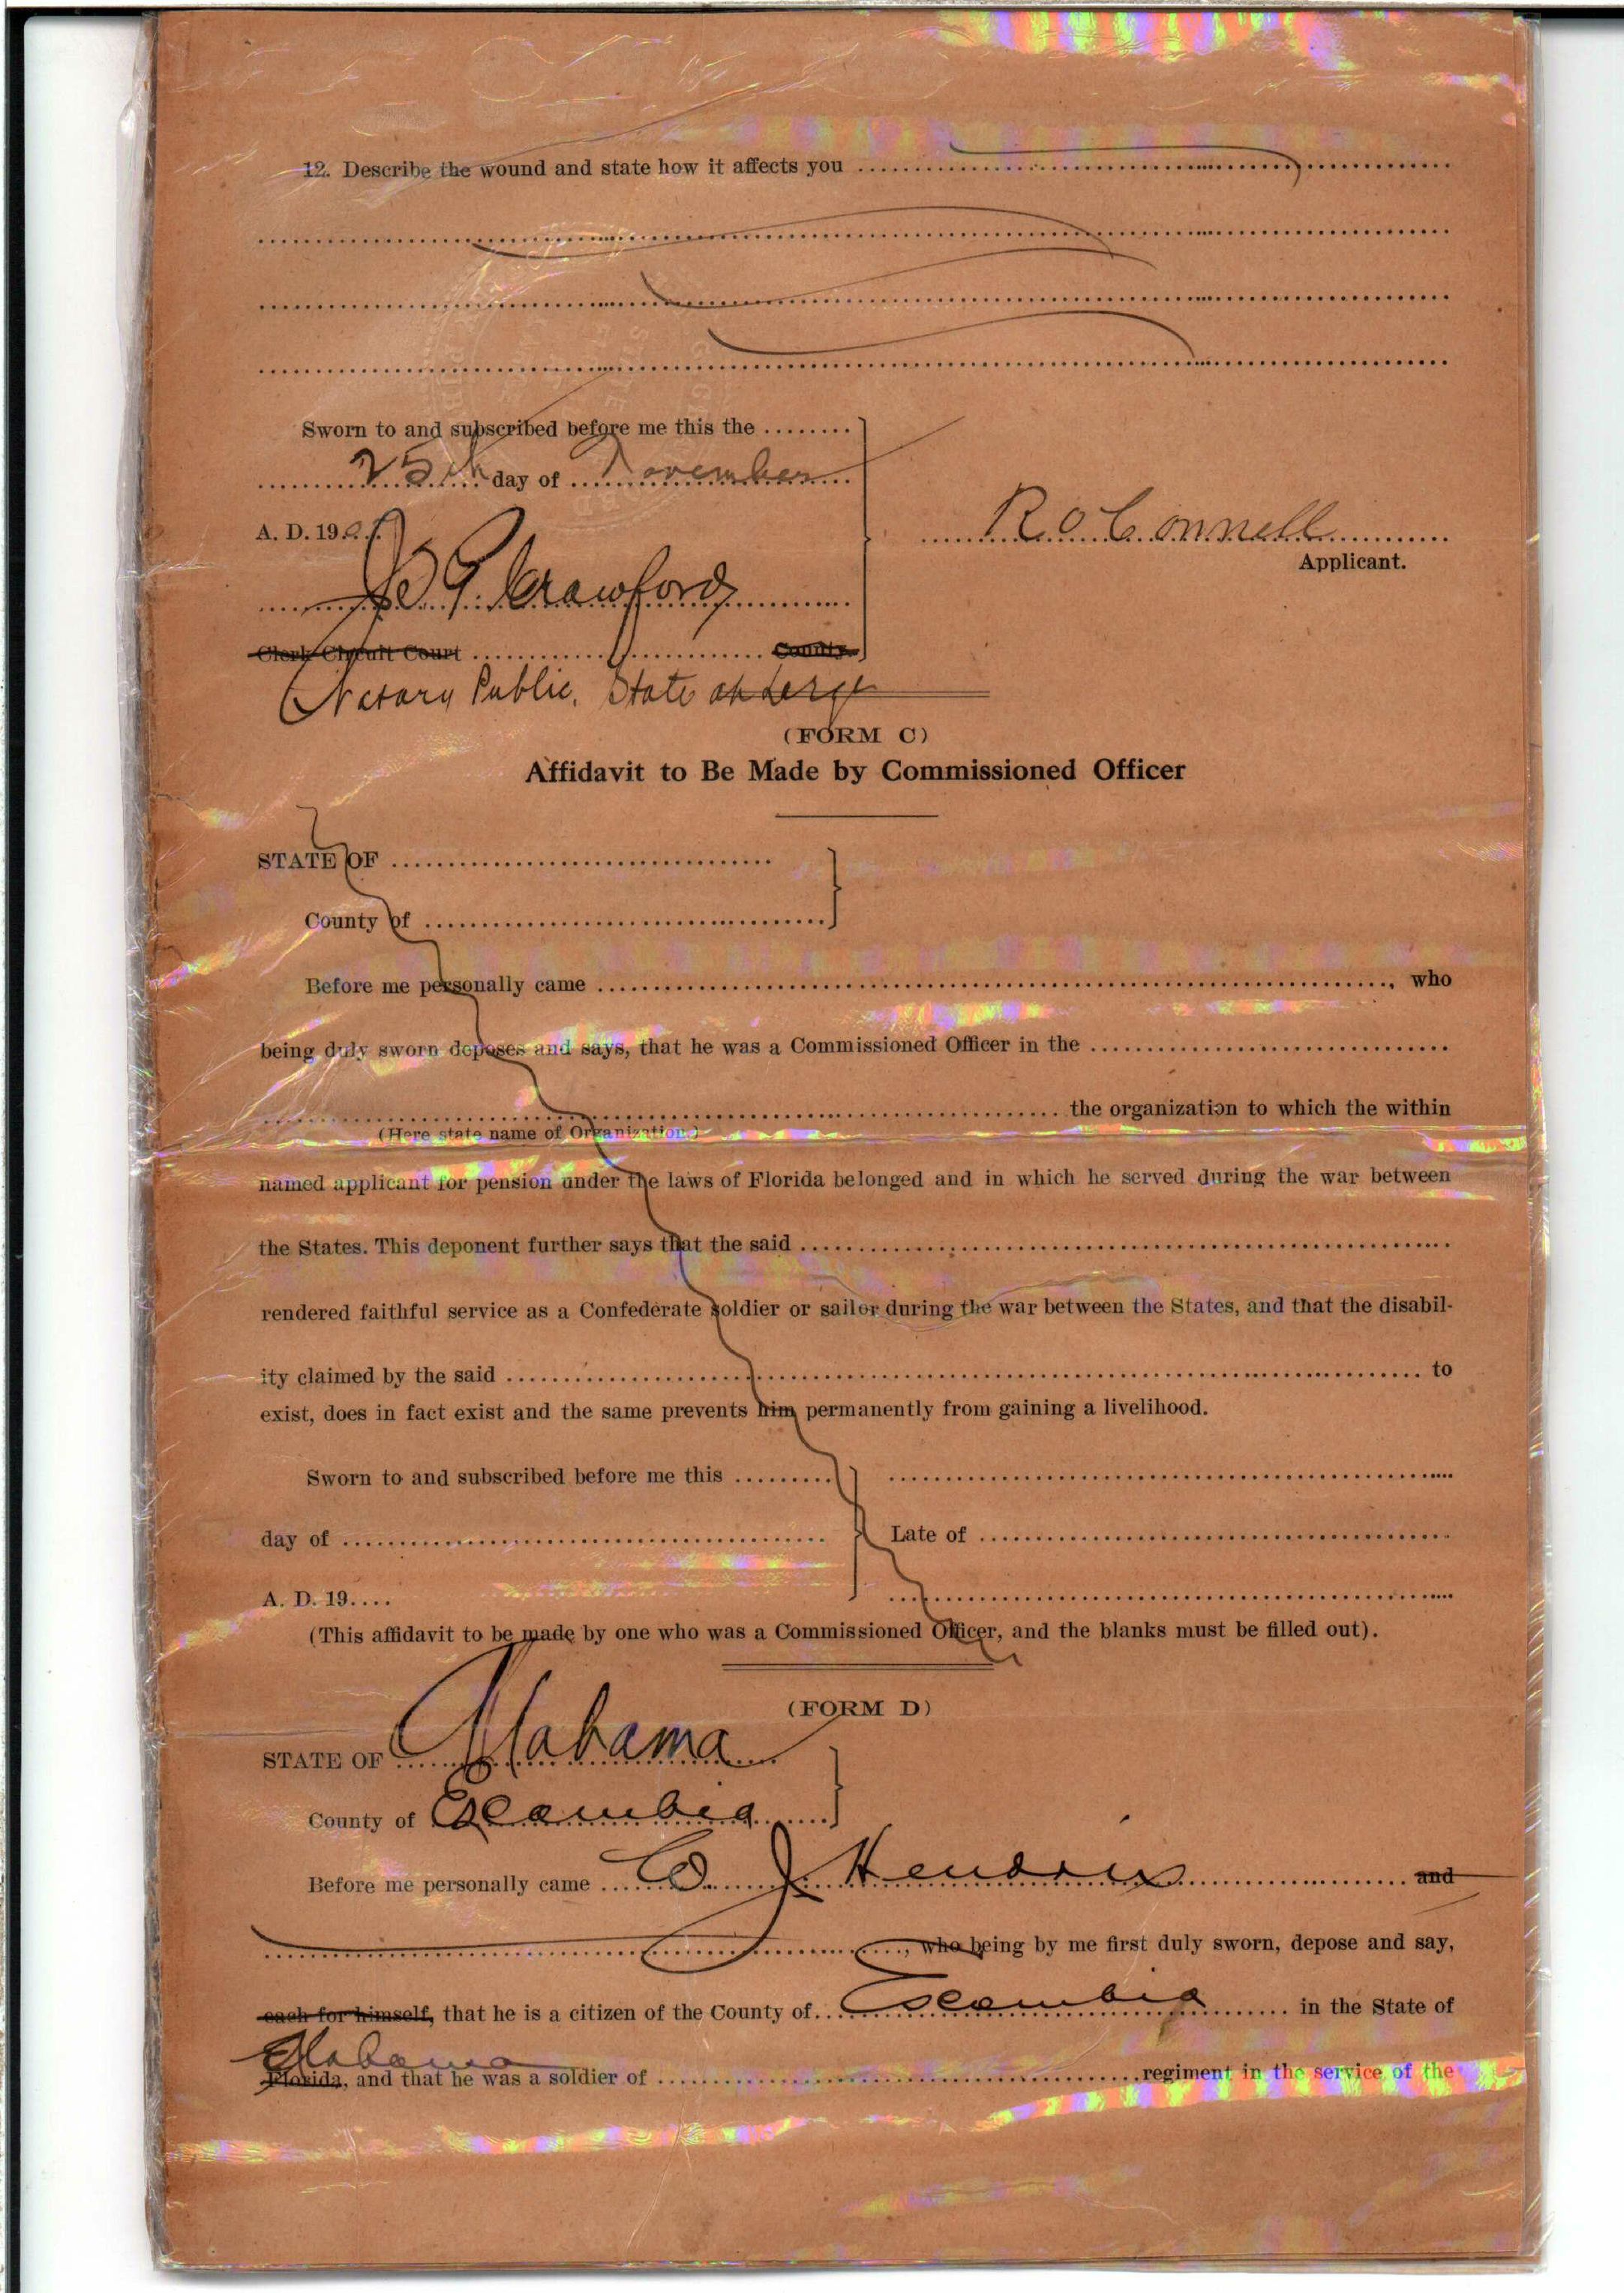 12. Describe the wound and state how it affects you
Sworn to and subscribed before me this the
25th day of November
A. D. 190
Crawford
R O Connell
Applicant.
Clerk Circuit Court County
Notary Public, State at Large
(FORM C)
Affidavit to Be Made by Commissioned Officer
STATE OF
County of
Before me personally came , who
being duly sworn deposes and says, that he was a Commissioned Officer in the
the organization to which the within
(Here state name of Organization.)
named applicant for pension under the laws of Florida belonged and in which he served during the war between
the States. This deponent further says that the said
rendered faithful service as a Confederate soldier or sailor during the war between the States, and that the disabil-
ity claimed by the said to
exist, does in fact exist and the same prevents him permanently from gaining a livelihood.
Sworn to and subscribed before me this
day of Late of
A. D. 19
(This affidavit to be made by one who was a Commissioned Officer, and the blanks must be filled out).
(FORM D)
STATE OF Alabama
County of Escambia
Before me personally came J Hendrix and
, who being by me first duly sworn, depose and say,
each for himself, that he is a citizen of the County of Escambia in the State of
Alabama
Florida, and that he was a soldier of regiment in the service of the